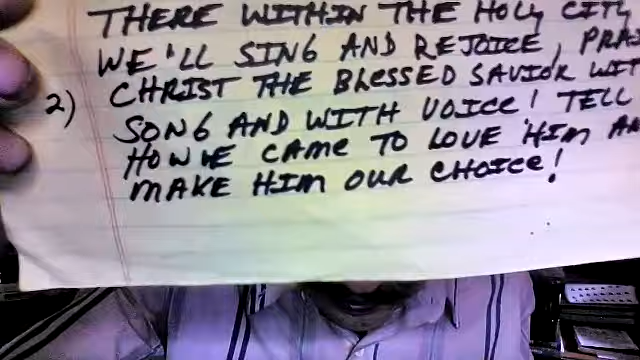 THERE WITHIN THE HOLY CITY
WE'LL SING AND REJOICE, PRAI
2) CHRIST THE BLESSED SAVIOR WIT
SONG AND WITH VOICE! TELL
HOW WE CAME TO LOVE HIM AN
MAKE HIM OUR CHOICE!